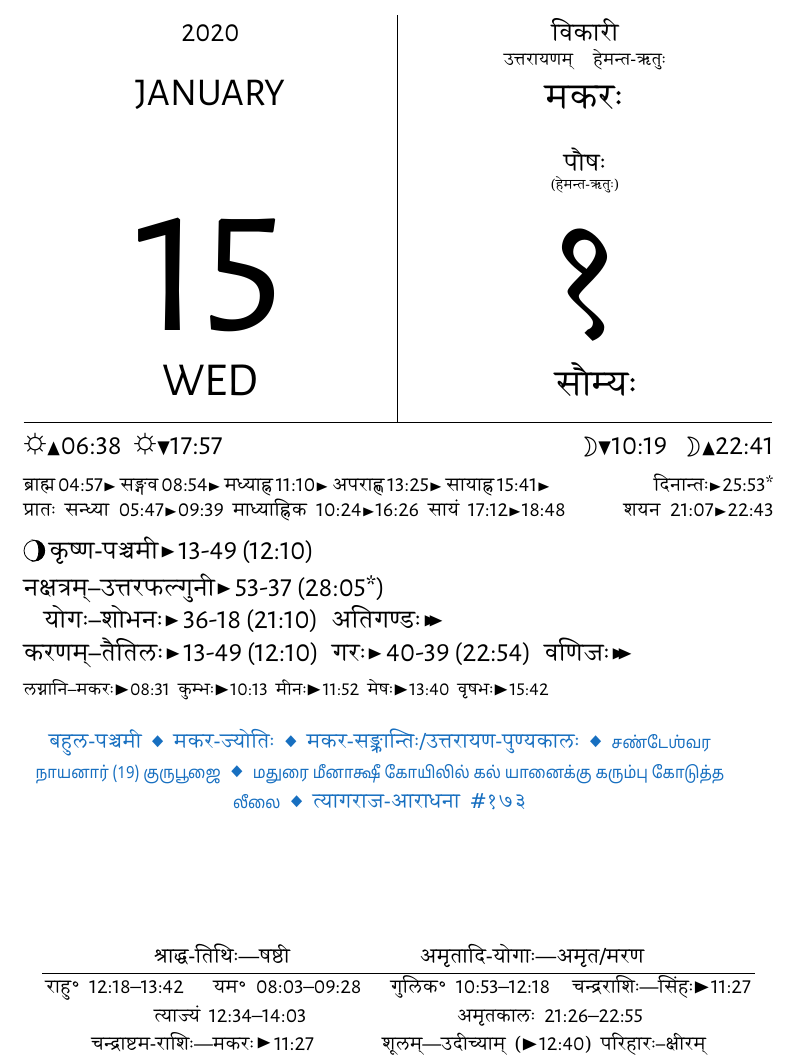 2020
JANUARY
15
WED
विकारी
उत्तरायणम् हेमन्त-ऋतुः
मकरः
पौषः
(हेमन्त-ऋतुः)
१
सौम्यः
☼▲06:38 ☼▼17:57 ☽▼10:19 ☽▲22:41
ब्राह्म 04:57► सङ्गव 08:54► मध्याह्न 11:10► अपराह्ण 13:25► सायाह्न 15:41► दिनान्तः►25:53*
प्रातः सन्ध्या 05:47►09:39 माध्याह्निक 10:24►16:26 सायं 17:12►18:48 शयन 21:07►22:43
कृष्ण-पञ्चमी►13-49 (12:10)
नक्षत्रम्–उत्तरफल्गुनी►53-37 (28:05*)
योगः–शोभनः►36-18 (21:10) अतिगण्डः►►
करणम्–तैतिलः►13-49 (12:10) गरः►40-39 (22:54) वणिजः►►
लग्नानि–मकरः►08:31 कुम्भः►10:13 मीनः►11:52 मेषः►13:40 वृषभः►15:42
बहुल-पञ्चमी ◆ मकर-ज्योतिः ◆ मकर-सङ्क्रान्तिः/उत्तरायण-पुण्यकालः ◆ சண்டேஶ்வர
நாயனார் (19) குருபூஜை ◆ மதுரை மீனாக்ஷீ கோயிலில் கல் யானைக்கு கரும்பு கோடுத்த
லீலை ◆ त्यागराज-आराधना #१७३
श्राद्ध-तिथिः—षष्ठी अमृतादि-योगाः—अमृत/मरण
राहु° 12:18–13:42 यम° 08:03–09:28 गुलिक° 10:53–12:18 चन्द्रराशिः—सिंहः►11:27
त्याज्यं 12:34–14:03 अमृतकालः 21:26–22:55
चन्द्राष्टम-राशिः—मकरः►11:27 शूलम्—उदीच्याम् (►12:40) परिहारः–क्षीरम्